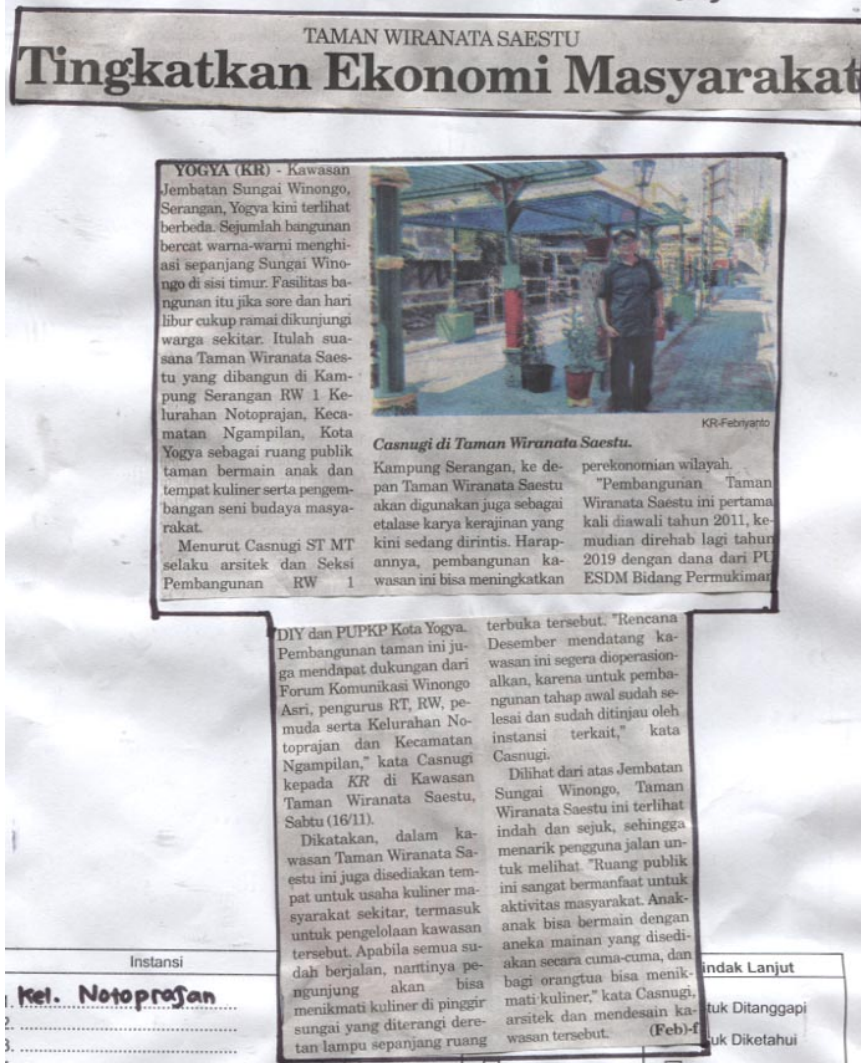 TAMAN WIRANATA SAESTU
Tingkatkan Ekonomi Masyarakat
YOGYA (KR) - Kawasan
Jembatan Sungai Winongo,
Serangan, Yogya kini terlihat
berbeda. Sejumlah bangunan
bercat warna-warni menghi-
asi sepanjang Sungai Wino-
ngo di sisi timur. Fasilitas ba-
ngunan itu jika sore dan hari
libur cukup ramai dikunjungi
warga sekitar. Itulah sua-
sana Taman Wiranata Saes-
tu yang dibangun di Kam-
pung Serangan RW 1 Ke-
lurahan Notoprajan, Keca-
matan Ngampilan, Kota
Yogya sebagai ruang publik
taman bermain anak dan
tempat kuliner serta pengem-
bangan seni budaya masya-
rakat.
Menurut Casnugi ST MT
selaku arsitek dan Seksi
Pembangunan RW 1
KR-Febriyanto
Casnugi di Taman Wiranata Saestu.
Kampung Serangan, ke de-
pan Taman Wiranata Saestu
akan digunakan juga sebagai
etalase karya kerajinan yang
kini sedang dirintis. Harap-
annya, pembangunan ka-
wasan ini bisa meningkatkan
perekonomian wilayah.
"Pembangunan Taman
Wiranata Saestu ini pertama
kali diawali tahun 2011, ke-
mudian direhab lagi tahun
2019 dengan dana dari PU
ESDM Bidang Permukiman
DIY dan PUPKP Kota Yogya.
Pembangunan taman ini ju-
ga mendapat dukungan dari
Forum Komunikasi Winongo
Asri, pengurus RT, RW, pe-
muda serta Kelurahan No-
toprajan dan Kecamatan
Ngampilan," kata Casnugi
kepada KR di Kawasan
Taman Wiranata Saestu,
Sabtu (16/11).
Dikatakan, dalam ka-
wasan Taman Wiranata Sa-
estu ini juga disediakan tem-
pat untuk usaha kuliner ma-
syarakat sekitar, termasuk
untuk pengelolaan kawasan
tersebut. Apabila semua su-
dah berjalan, nantinya pe-
ngunjung akan bisa
menikmati kuliner di pinggir
sungai yang diterangi dere-
tan lampu sepanjang ruang
terbuka tersebut. "Rencana
Desember mendatang ka-
wasan ini segera dioperasion-
alkan, karena untuk pemba-
ngunan tahap awal sudah se-
lesai dan sudah ditinjau oleh
instansi terkait," kata
Casnugi.
Dilihat dari atas Jembatan
Sungai Winongo, Taman
Wiranata Saestu ini terlihat
indah dan sejuk, sehingga
menarik pengguna jalan un-
tuk melihat. "Ruang publik
ini sangat bermanfaat untuk
aktivitas masyarakat. Anak-
anak bisa bermain dengan
aneka mainan yang disedi-
akan secara cuma-cuma, dan
bagi orangtua bisa menik-
mati kuliner," kata Casnugi,
arsitek dan mendesain ka-
wasan tersebut. (Feb)-f
Instansi
Kel. Notoprajan
3.
indak Lanjut
tuk Ditanggapi
uk Diketahui